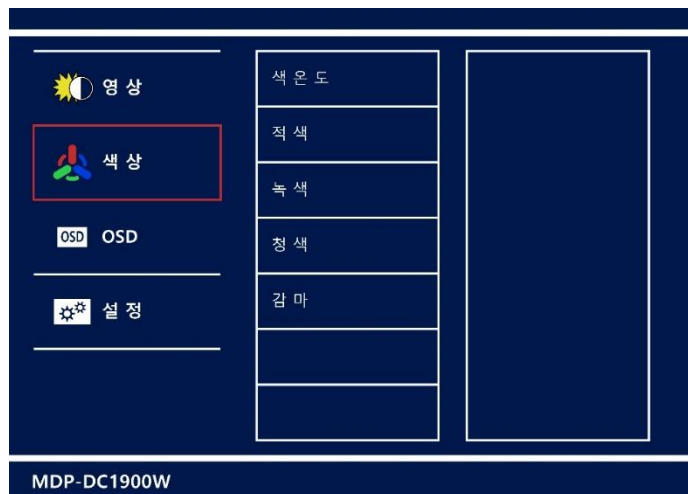 영 상
색 상
OSD OSD
설 정
색 온 도
적 색
녹 색
청 색
감 마
MDP-DC1900W